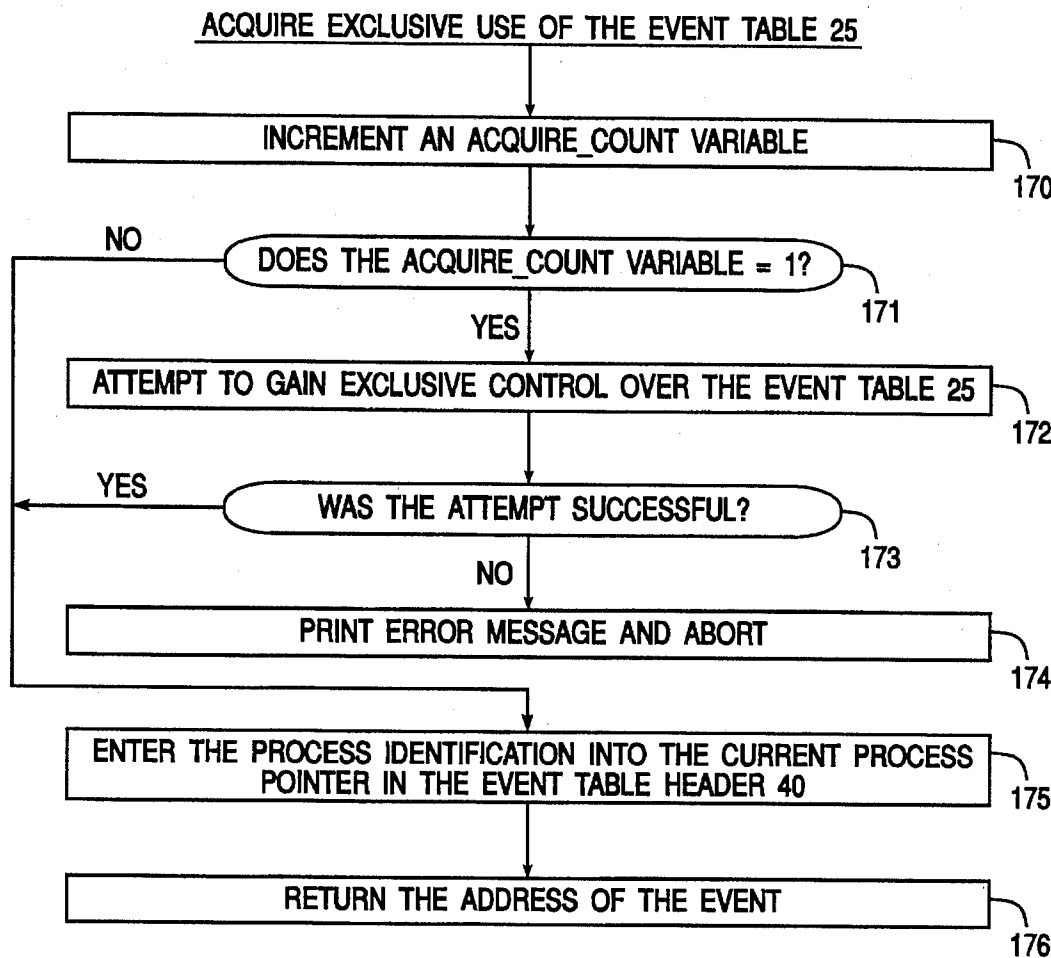 ACQUIRE EXCLUSIVE USE OF THE EVENT TABLE 25
INCREMENT AN ACQUIRE_COUNT VARIABLE
170
NO
DOES THE ACQUIRE_COUNT VARIABLE = 1?
171
YES
ATTEMPT TO GAIN EXCLUSIVE CONTROL OVER THE EVENT TABLE 25
172
YES
WAS THE ATTEMPT SUCCESSFUL?
173
NO
PRINT ERROR MESSAGE AND ABORT
174
ENTER THE PROCESS IDENTIFICATION INTO THE CURRENT PROCESS
POINTER IN THE EVENT TABLE HEADER 40
175
RETURN THE ADDRESS OF THE EVENT
176